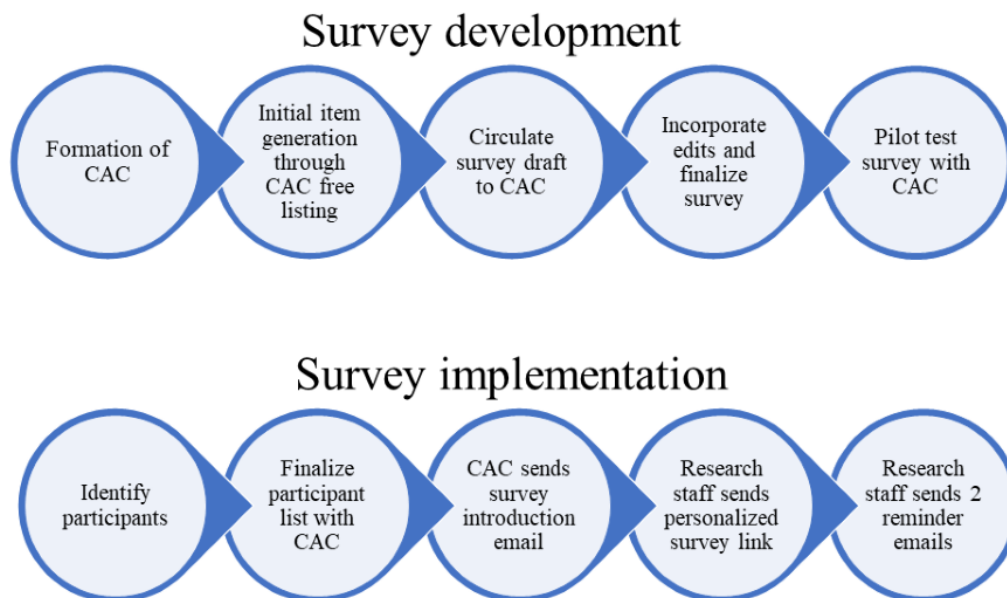 Survey development
Formation of
CAC
Initial item
generation
through
CAC free
listing
Circulate
survey draft
to CAC
Incorporate
edits and
finalize
survey
Pilot test
survey with
CAC
Survey implementation
Identify
participants
Finalize
participant
list with
CAC
CAC sends
survey
introduction
email
Research
staff sends
personalized
survey link
Research
staff sends 2
reminder
emails